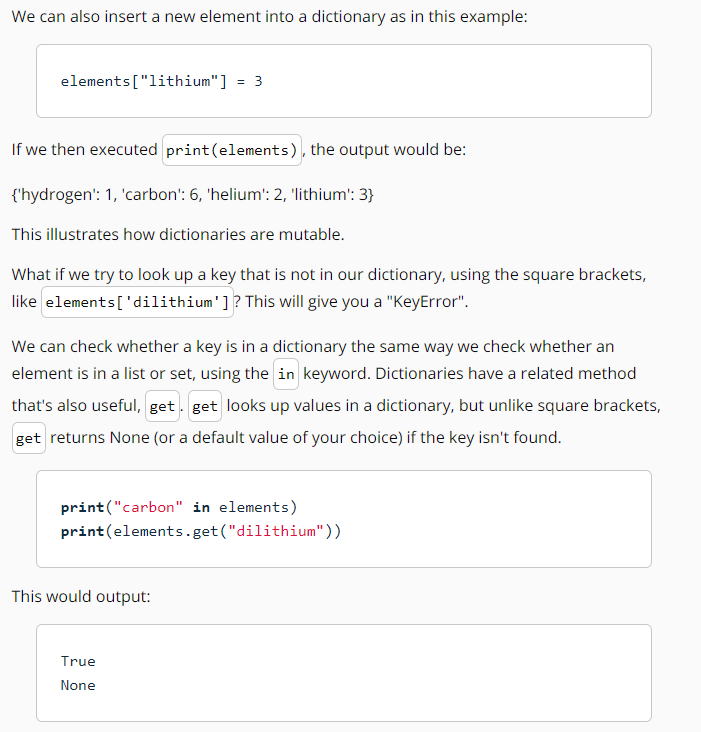 We can also insert a new element into a dictionary as in this example:
elements["lithium"] = 3
If we then executed print(elements), the output would be:
{'hydrogen': 1, 'carbon': 6, 'helium': 2, 'lithium': 3}
This illustrates how dictionaries are mutable.
What if we try to look up a key that is not in our dictionary, using the square brackets,
like elements['dilithium']? This will give you a "KeyError".
We can check whether a key is in a dictionary the same way we check whether an
element is in a list or set, using the in keyword. Dictionaries have a related method
that's also useful, get. get looks up values in a dictionary, but unlike square brackets,
get returns None (or a default value of your choice) if the key isn't found.
print("carbon" in elements)
print(elements.get("dilithium"))
This would output:
True
None